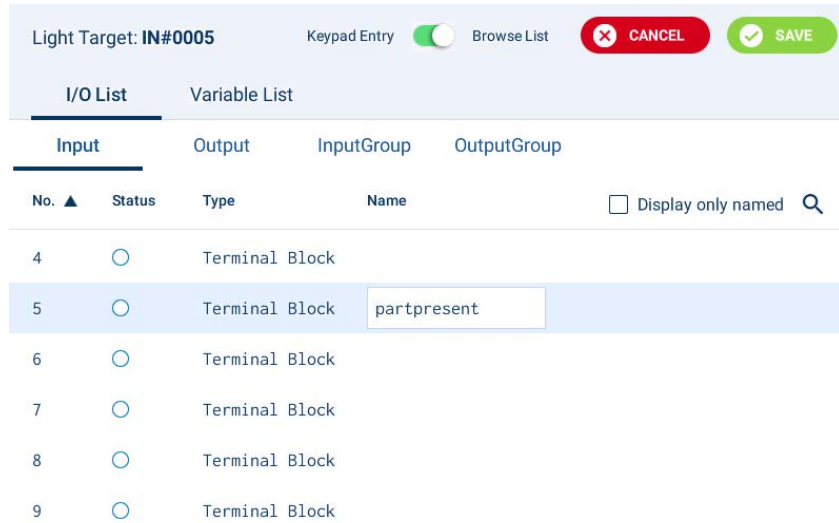 Light Target: IN#0005 Keypad Entry Browse List CANCEL SAVE
I/O List Variable List
Input Output InputGroup OutputGroup
No. ▲ Status Type Name Display only named
4 Terminal Block
5 Terminal Block partpresent
6 Terminal Block
7 Terminal Block
8 Terminal Block
9 Terminal Block